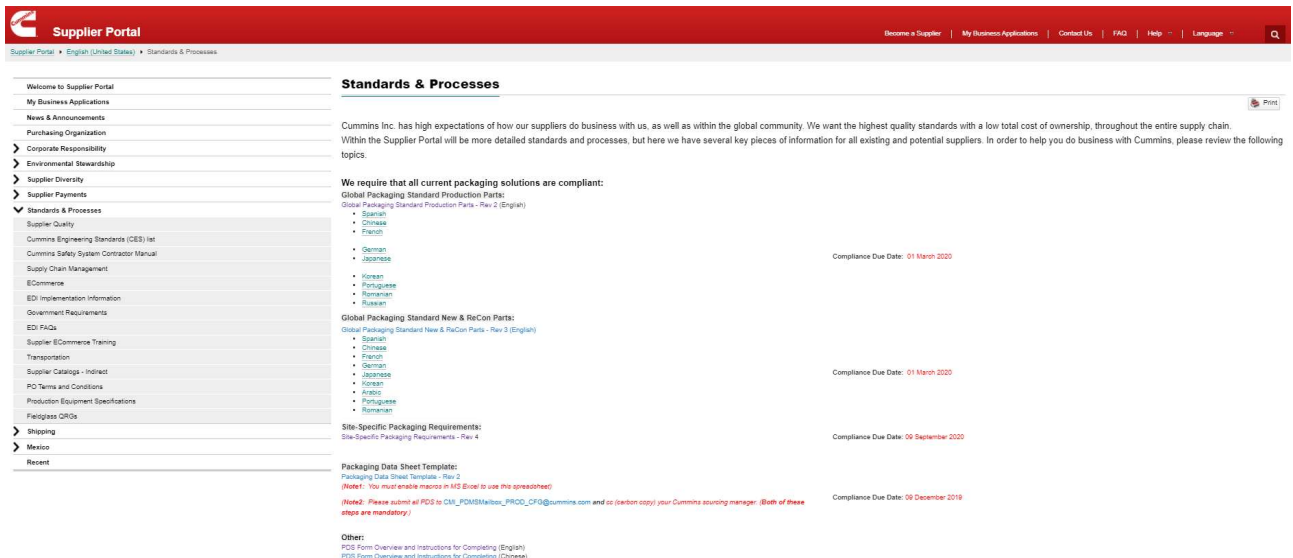 Supplier Portal
Become a Supplier | My Business Applications | Contact Us | FAQ | Help | Language
Supplier Portal English (United States) Standards & Processes
Welcome to Supplier Portal
My Business Applications
News & Announcements
Purchasing Organization
Corporate Responsibility
Environmental Stewardship
Supplier Diversity
Supplier Payments
Standards & Processes
Supplier Quality
Cummins Engineering Standards (CES) list
Cummins Safety System Contractor Manual
Supply Chain Management
ECommerce
EDI Implementation Information
Government Requirements
EDI FAQs
Supplier ECommerce Training
Transportation
Supplier Catalogs - Indirect
PO Terms and Conditions
Production Equipment Specifications
Fieldglass QRGs
Shipping
Mexico
Recent
Standards & Processes
Print
Cummins Inc. has high expectations of how our suppliers do business with us, as well as within the global community. We want the highest quality standards with a low total cost of ownership, throughout the entire supply chain.
Within the Supplier Portal will be more detailed standards and processes, but here we have several key pieces of information for all existing and potential suppliers. In order to help you do business with Cummins, please review the following
topics.
We require that all current packaging solutions are compliant:
Global Packaging Standard Production Parts:
Global Packaging Standard Production Parts - Rev 2 (English)
• Spanish
• Chinese
• French
• German
• Japanese
Compliance Due Date: 01 March 2020
• Korean
• Portuguese
• Romanian
• Russian
Global Packaging Standard New & ReCon Parts:
Global Packaging Standard New & ReCon Parts - Rev 3 (English)
• Spanish
• Chinese
• French
• German
• Japanese
Compliance Due Date: 01 March 2020
• Korean
• Arabic
• Portuguese
• Romanian
Site-Specific Packaging Requirements:
Site-Specific Packaging Requirements - Rev 4
Compliance Due Date: 09 September 2020
Packaging Data Sheet Template:
Packaging Data Sheet Template - Rev 2
(Note1: You must enable macros in MS Excel to use this spreadsheet)
Compliance Due Date: 09 December 2019
(Note2: Please submit all PDS to CMI_PDMSMailbox_PROD_CFG@cummins.com and cc (carbon copy) your Cummins sourcing manager. (Both of these
steps are mandatory.)
Other:
PDS Form Overview and Instructions for Completing (English)
PDS Form Overview and Instructions for Completing (Chinese)